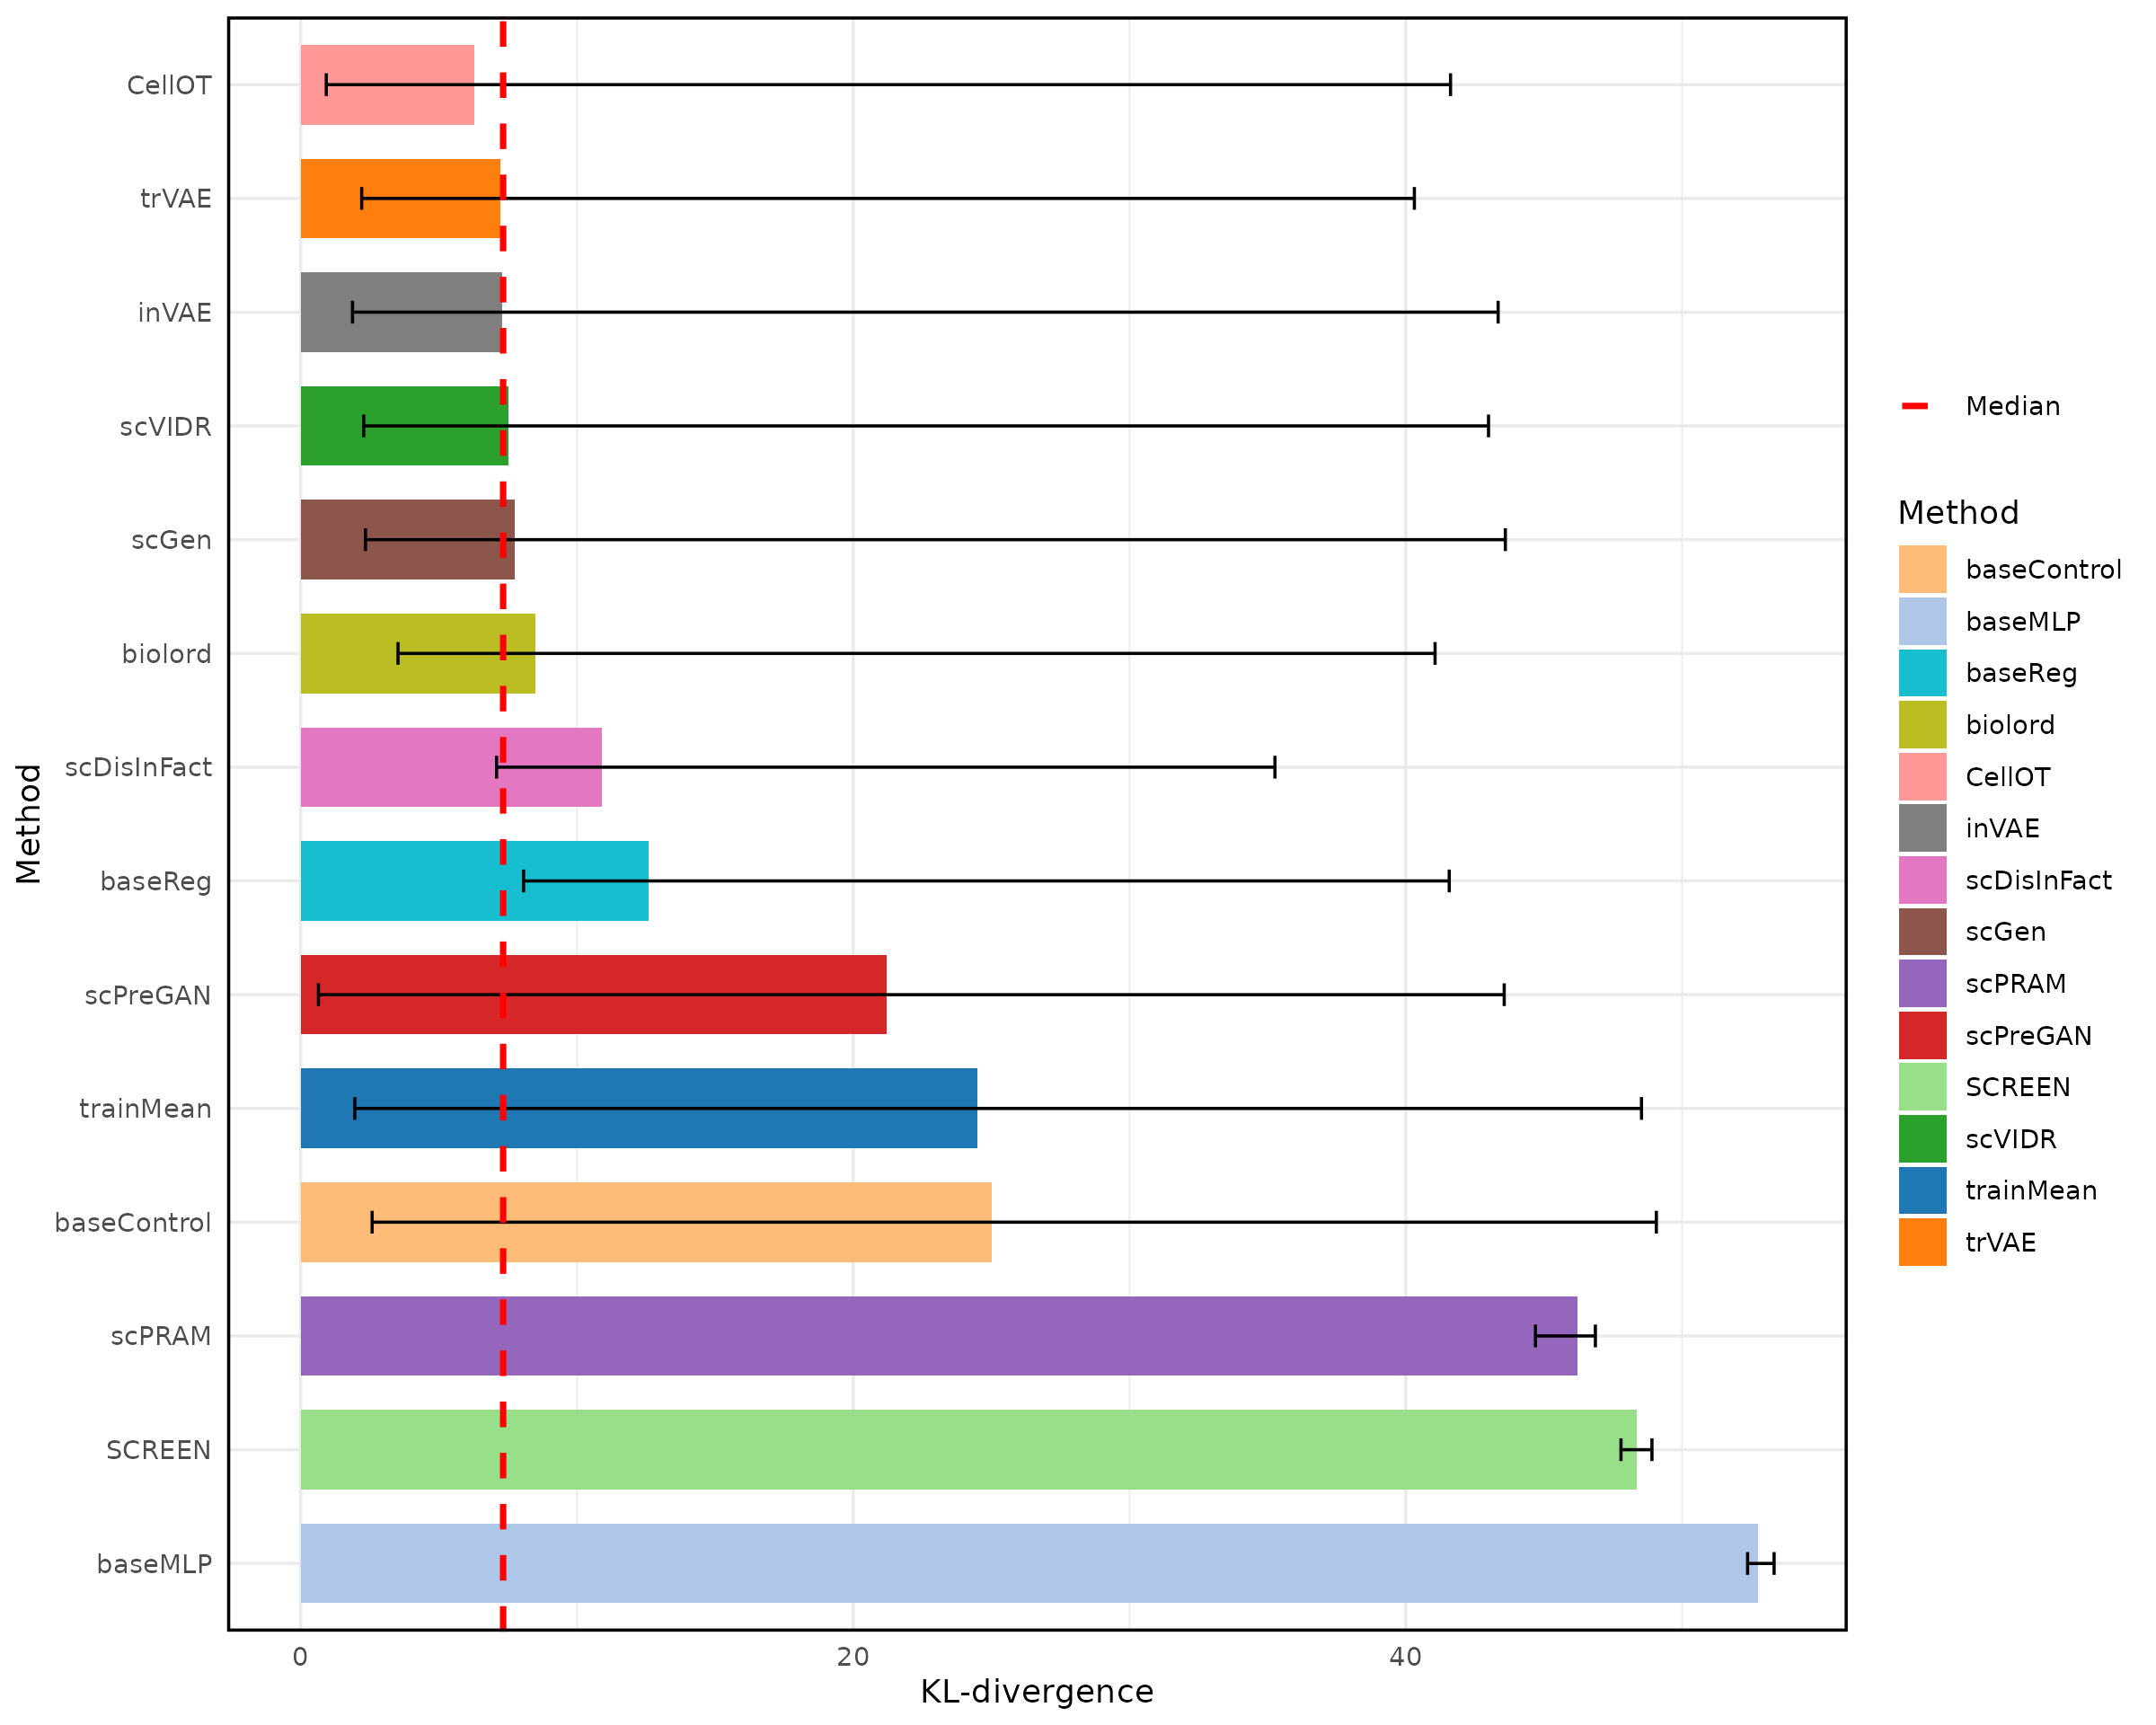 CellOT
trVAE
inVAE
scVIDR
scGen
biolord
scDisInFact
baseReg
scPreGAN
trainMean
baseControl
scPRAM
SCREEN
baseMLP
Method
0
20
40
KL-divergence
Median
Method
baseControl
baseMLP
baseReg
biolord
CellOT
inVAE
scDisInFact
scGen
scPRAM
scPreGAN
SCREEN
scVIDR
trainMean
trVAE